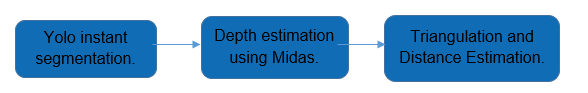 Yolo instant
segmentation.
Depth estimation
using Midas.
Triangulation and
Distance Estimation.